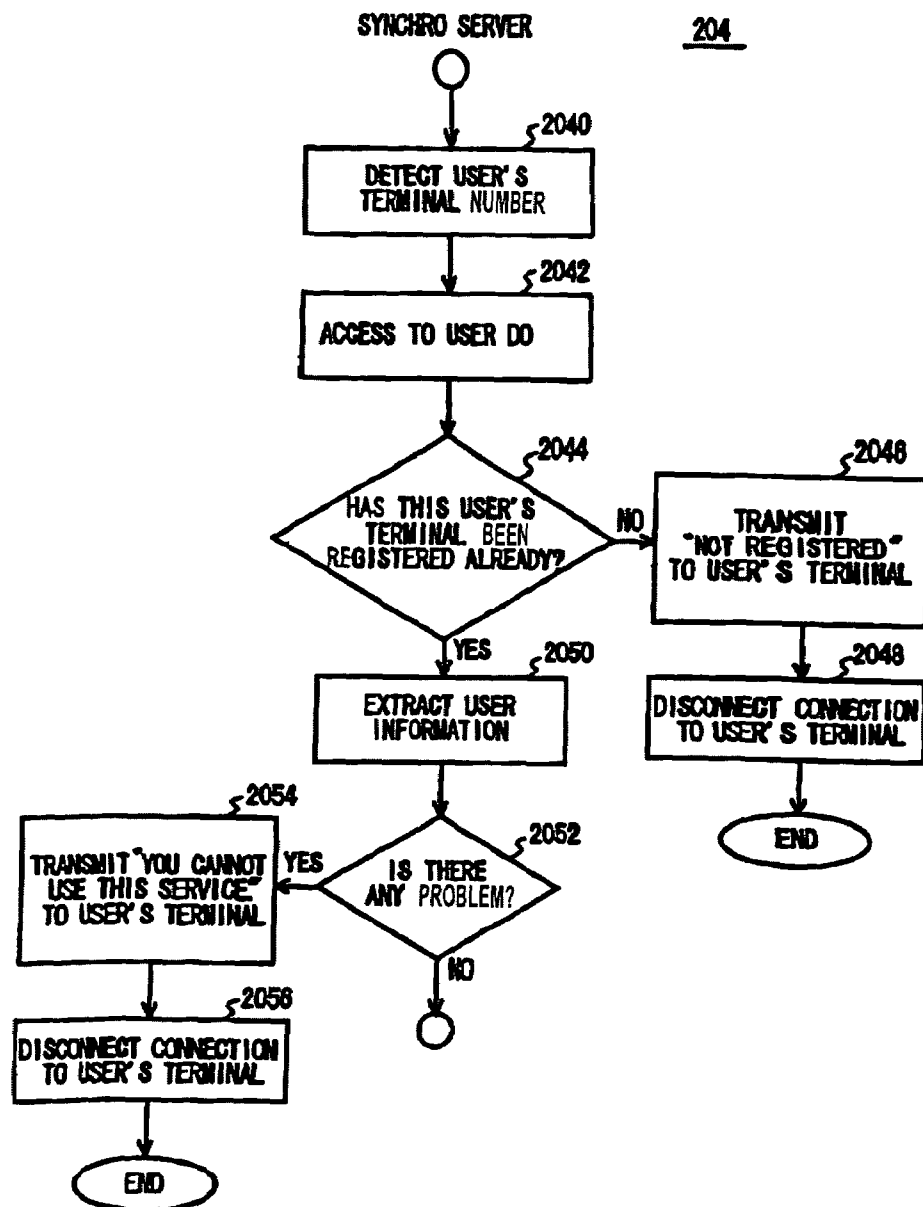 SYNCHRO SERVER
204
2040
DETECT USER'S
TERMINAL NUMBER
2042
ACCESS TO USER DO
2044
HAS THIS USER'S
TERMINAL BEEN
REGISTERED ALREADY?
NO
2046
TRANSMIT
"NOT REGISTERED"
TO USER'S TERMINAL
2048
DISCONNECT CONNECTION
TO USER'S TERMINAL
END
YES
2050
EXTRACT USER
INFORMATION
2052
IS THERE
ANY PROBLEM?
YES
2054
TRANSMIT "YOU CANNOT
USE THIS SERVICE"
TO USER'S TERMINAL
NO
2056
DISCONNECT CONNECTION
TO USER'S TERMINAL
END